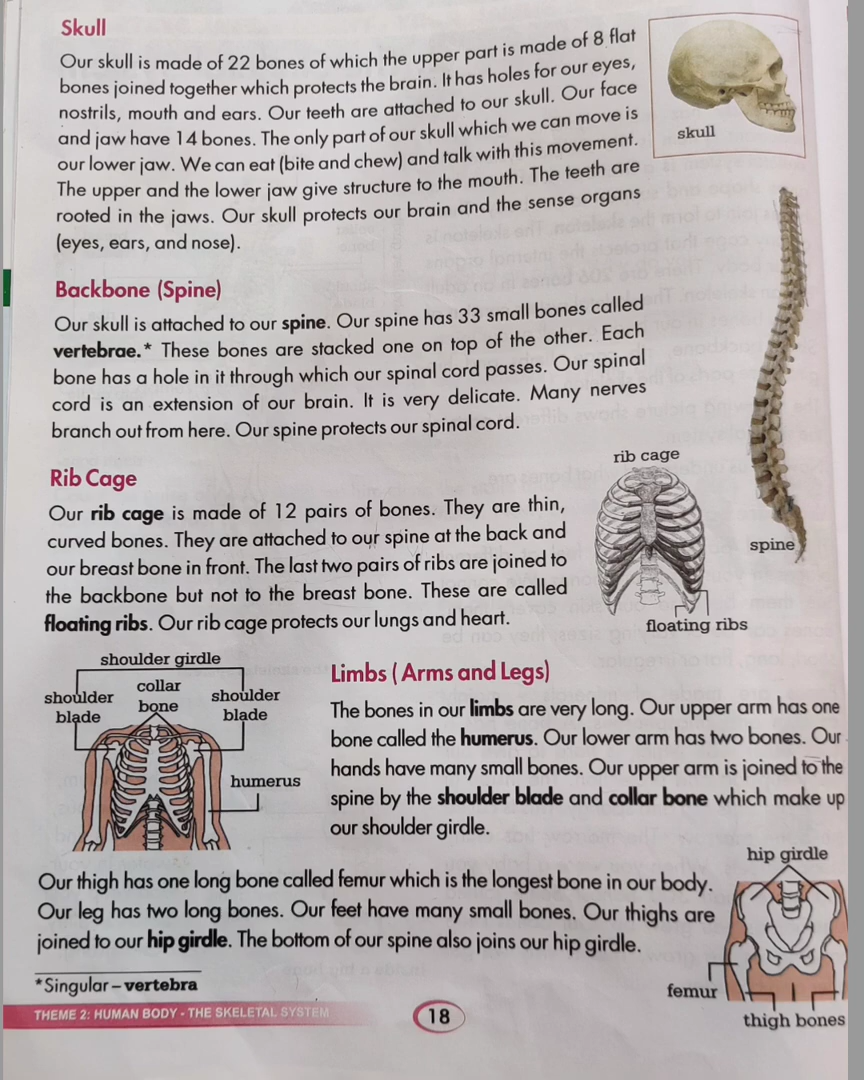 Skull
Our skull is made of 22 bones of which the upper part is made of 8 flat
bones joined together which protects the brain. It has holes for our eyes,
nostrils, mouth and ears. Our teeth are attached to our skull. Our face
and jaw have 14 bones. The only part of our skull which we can move is
our lower jaw. We can eat (bite and chew) and talk with this movement.
The upper and the lower jaw give structure to the mouth. The teeth are
rooted in the jaws. Our skull protects our brain and the sense organs
(eyes, ears, and nose).
skull
Backbone (Spine)
Our skull is attached to our spine. Our spine has 33 small bones called
vertebrae.* These bones are stacked one on top of the other. Each
bone has a hole in it through which our spinal cord passes. Our spinal
cord is an extension of our brain. It is very delicate. Many nerves
branch out from here. Our spine protects our spinal cord.
spine
Rib Cage
Our rib cage is made of 12 pairs of bones. They are thin,
curved bones. They are attached to our spine at the back and
our breast bone in front. The last two pairs of ribs are joined to
the backbone but not to the breast bone. These are called
floating ribs. Our rib cage protects our lungs and heart.
rib cage
floating ribs
shoulder girdle
shoulder blade
collar bone
shoulder blade
humerus
Limbs ( Arms and Legs)
The bones in our limbs are very long. Our upper arm has one
bone called the humerus. Our lower arm has two bones. Our
hands have many small bones. Our upper arm is joined to the
spine by the shoulder blade and collar bone which make up
our shoulder girdle.
Our thigh has one long bone called femur which is the longest bone in our body.
Our leg has two long bones. Our feet have many small bones. Our thighs are
joined to our hip girdle. The bottom of our spine also joins our hip girdle.
hip girdle
femur
thigh bones
*Singular – vertebra
THEME 2: HUMAN BODY - THE SKELETAL SYSTEM
18